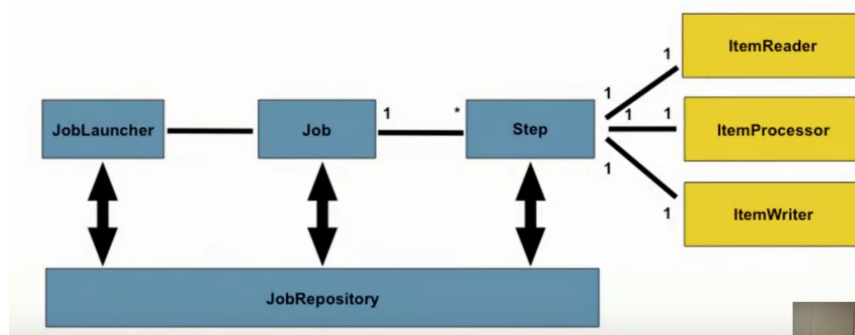 ItemReader
1
1
JobLauncher
Job
1
*
Step
1
1
ItemProcessor
1
1
ItemWriter
JobRepository